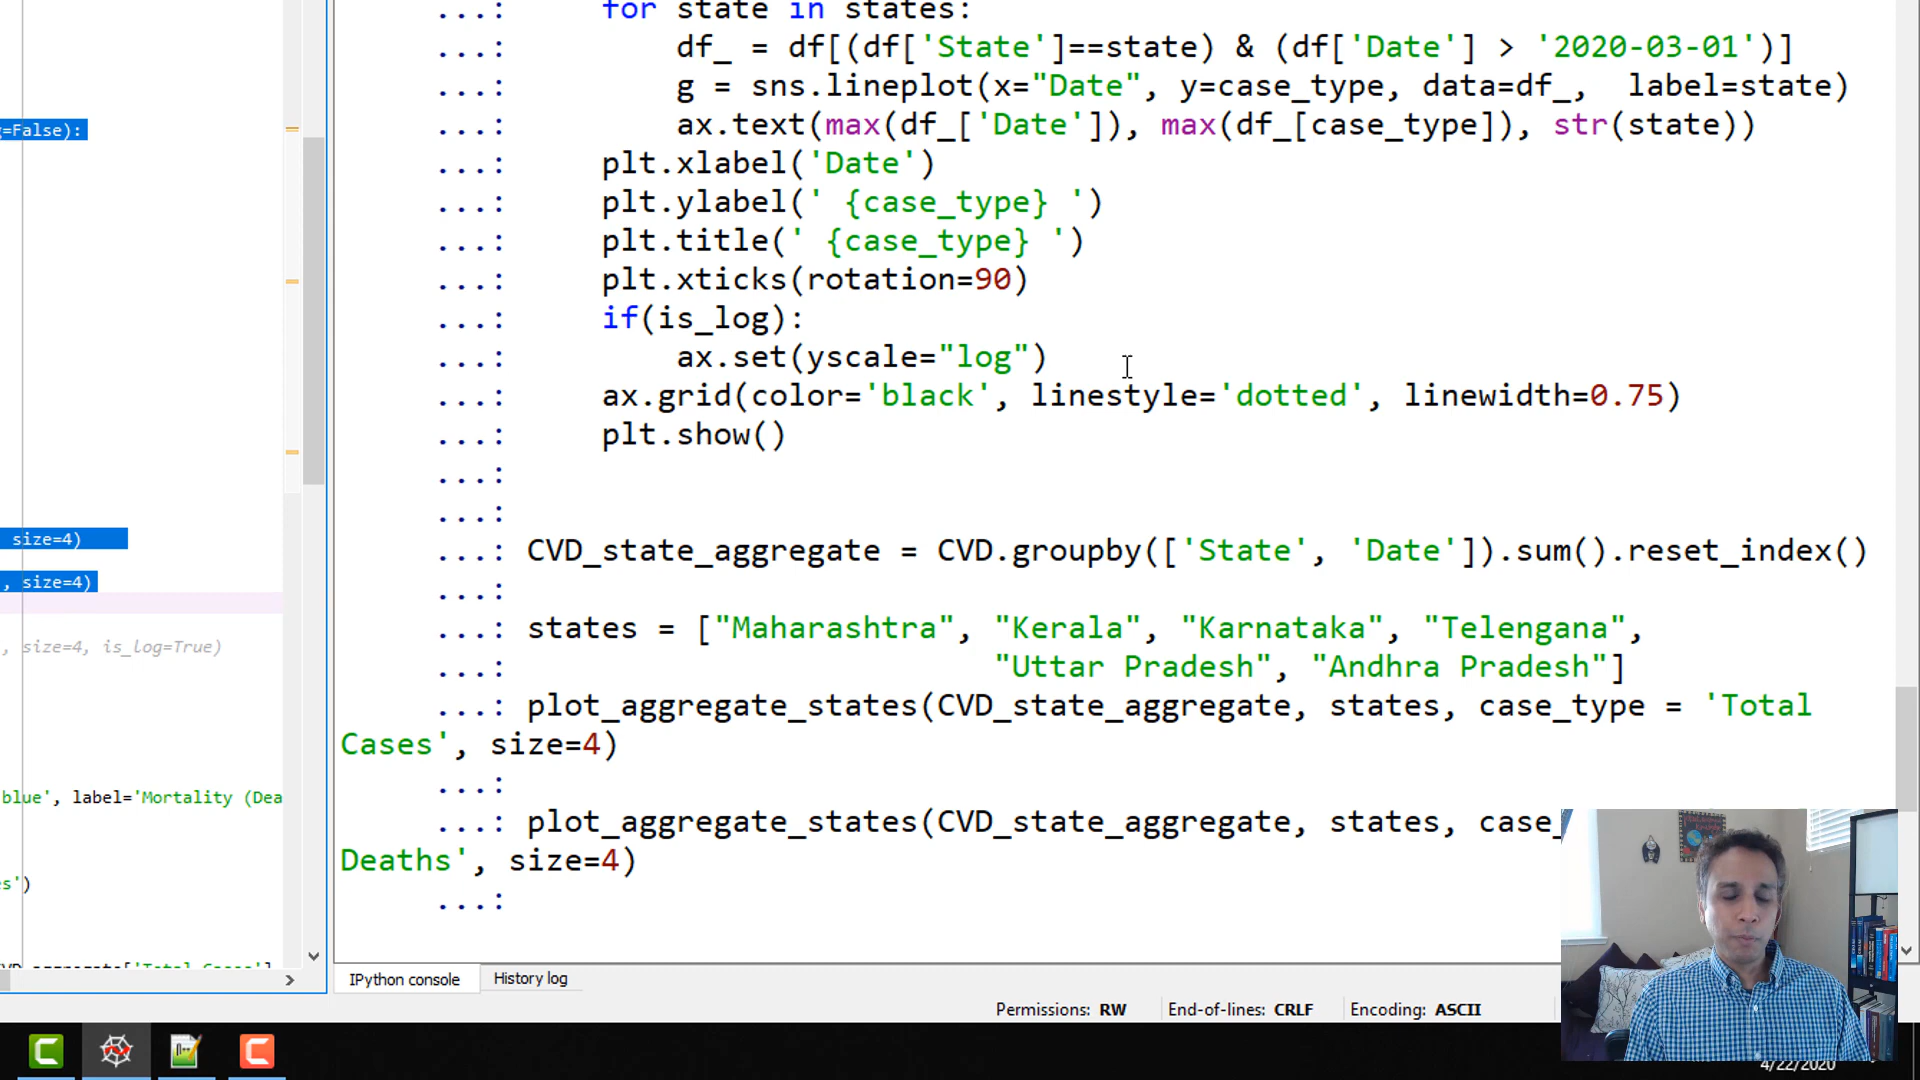 ...: for state in states:
...: df_ = df[(df['State']==state) & (df['Date'] > '2020-03-01')]
...: g = sns.lineplot(x="Date", y=case_type, data=df_, label=state)
...: ax.text(max(df_['Date']), max(df_[case_type]), str(state))
...: plt.xlabel('Date')
...: plt.ylabel(' {case_type} ')
...: plt.title(' {case_type} ')
...: plt.xticks(rotation=90)
...: if(is_log):
...: ax.set(yscale="log")
...: ax.grid(color='black', linestyle='dotted', linewidth=0.75)
...: plt.show()
...:
...:
...: CVD_state_aggregate = CVD.groupby(['State', 'Date']).sum().reset_index()
...:
...: states = ["Maharashtra", "Kerala", "Karnataka", "Telengana",
...: "Uttar Pradesh", "Andhra Pradesh"]
...: plot_aggregate_states(CVD_state_aggregate, states, case_type = 'Total
Cases', size=4)
...:
...: plot_aggregate_states(CVD_state_aggregate, states, case_
Deaths', size=4)
...:
g=False):
size=4)
, size=4)
, size=4, is_log=True)
blue', label='Mortality (Dea
es')
IPython console
History log
Permissions: RW
End-of-lines: CRLF
Encoding: ASCII
4/22/2020